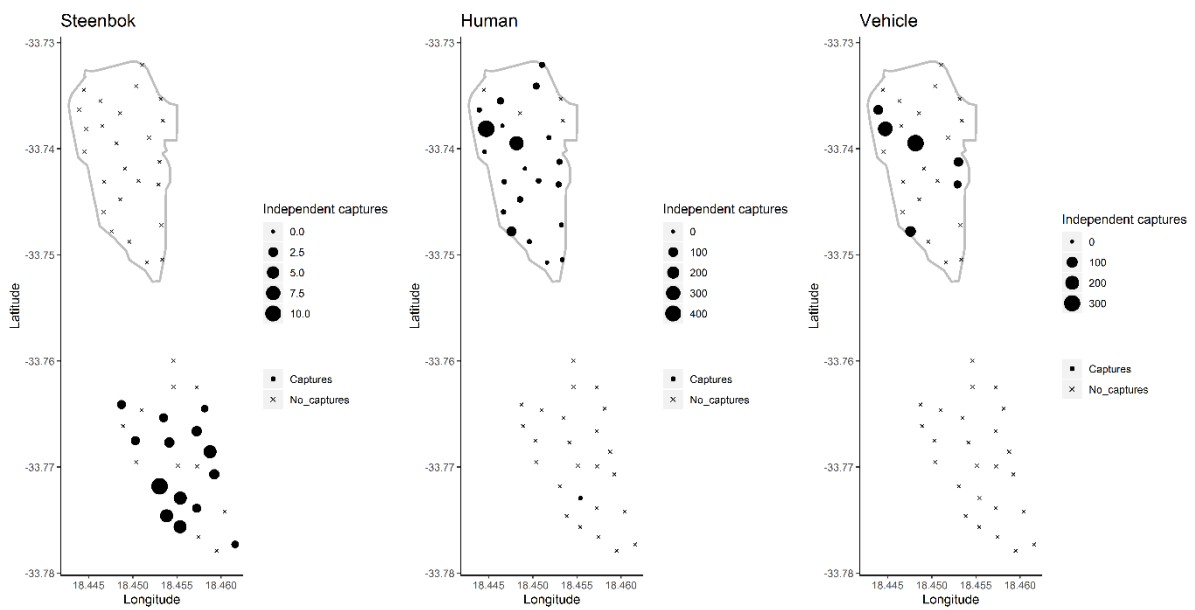 Steenbok
Human
Vehicle
-33.73
-33.74
-33.75
-33.76
-33.77
-33.78
18.445
18.450
18.455
18.460
Latitude
Longitude
Independent captures
0.0
2.5
5.0
7.5
10.0
Captures
No_captures
-33.73
-33.74
-33.75
-33.76
-33.77
-33.78
18.445
18.450
18.455
18.460
Latitude
Longitude
Independent captures
0
100
200
300
400
Captures
No_captures
-33.73
-33.74
-33.75
-33.76
-33.77
-33.78
18.445
18.450
18.455
18.460
Latitude
Longitude
Independent captures
0
100
200
300
Captures
No_captures